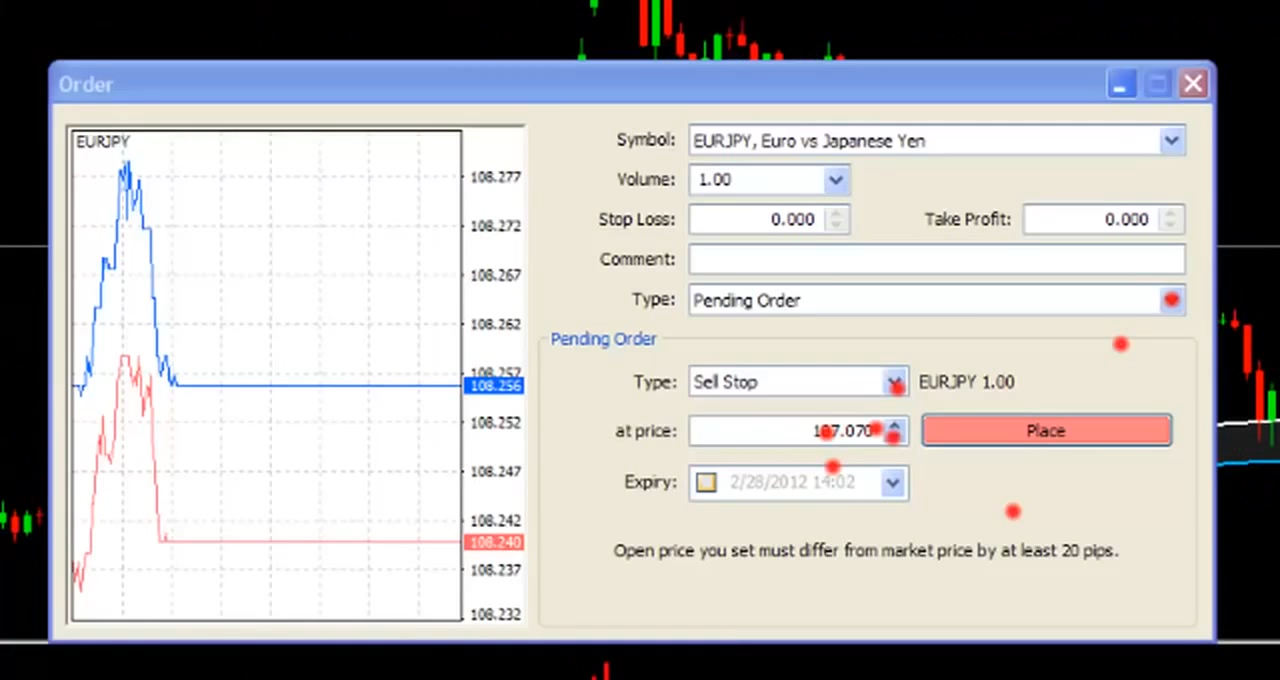 Order
EURJPY
108.277
108.272
108.267
108.262
108.257
108.256
108.252
108.247
108.242
108.240
108.237
108.232
Symbol: EURJPY, Euro vs Japanese Yen
Volume: 1.00
Stop Loss: 0.000 Take Profit: 0.000
Comment:
Type: Pending Order
Pending Order
Type: Sell Stop EURJPY 1.00
at price: 107.070 Place
Expiry: 2/28/2012 14:02
Open price you set must differ from market price by at least 20 pips.